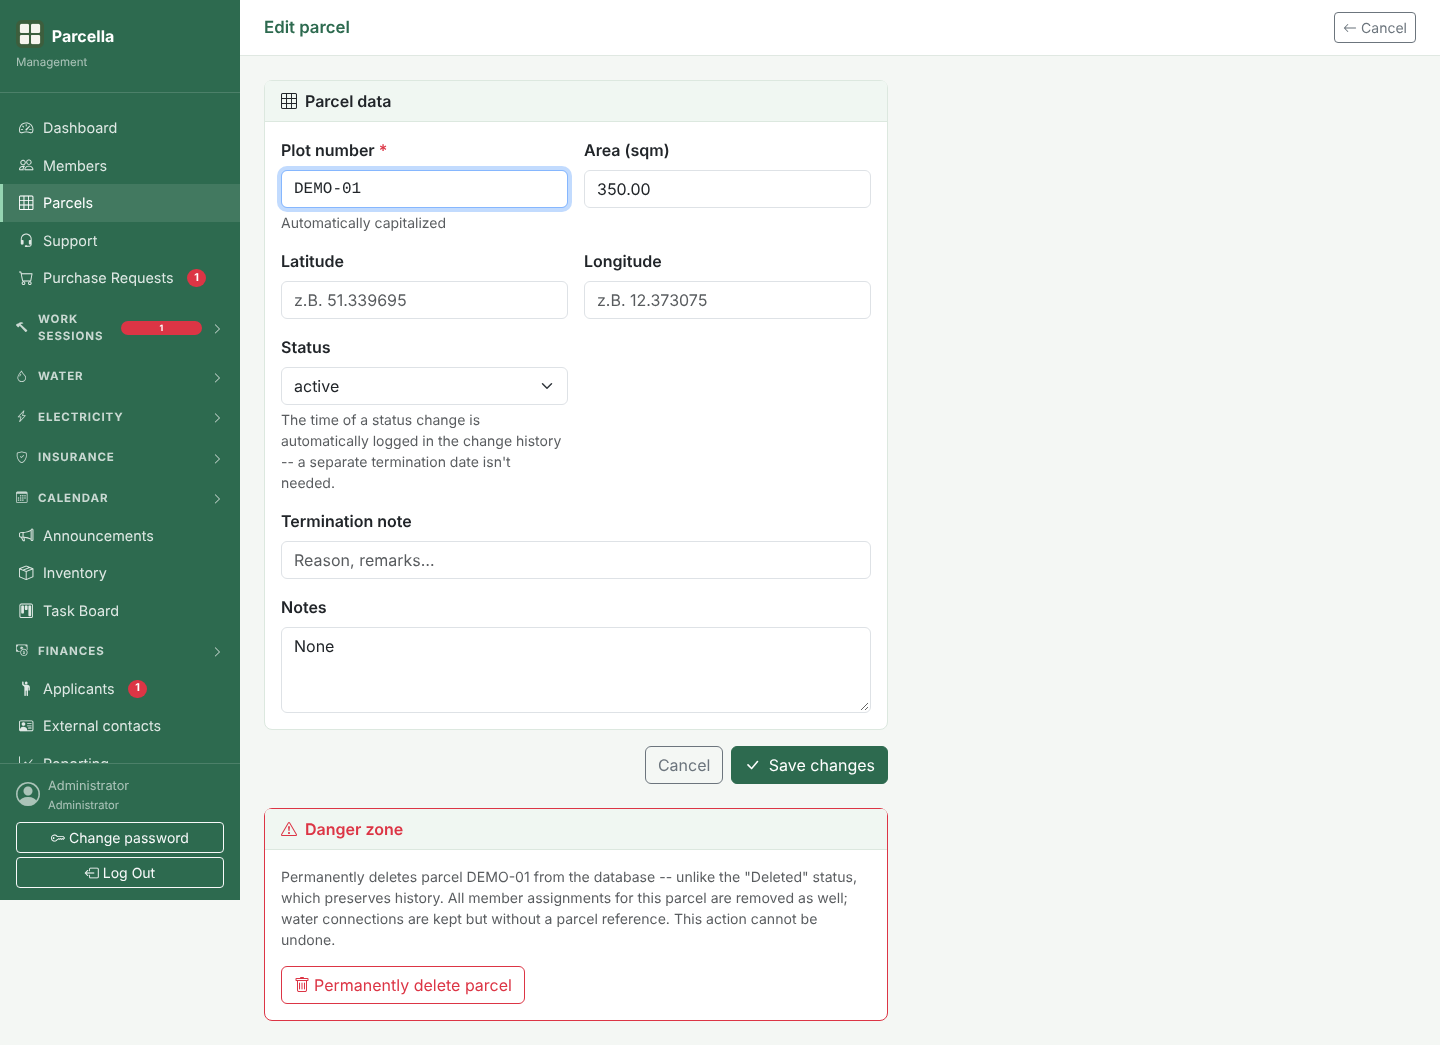 Parcella
Management
Dashboard
Members
Parcels
Support
Purchase Requests 1
WORK
SESSIONS 1
WATER
ELECTRICITY
INSURANCE
CALENDAR
Announcements
Inventory
Task Board
FINANCES
Applicants 1
External contacts
Reporting
Administrator
Administrator
Change password
Log Out
Edit parcel
Cancel
Parcel data
Plot number *
Area (sqm)
DEMO-01
350.00
Automatically capitalized
Latitude
Longitude
z.B. 51.339695
z.B. 12.373075
Status
active
The time of a status change is
automatically logged in the change history
-- a separate termination date isn't
needed.
Termination note
Reason, remarks...
Notes
None
Cancel
Save changes
Danger zone
Permanently deletes parcel DEMO-01 from the database -- unlike the "Deleted" status,
which preserves history. All member assignments for this parcel are removed as well;
water connections are kept but without a parcel reference. This action cannot be
undone.
Permanently delete parcel